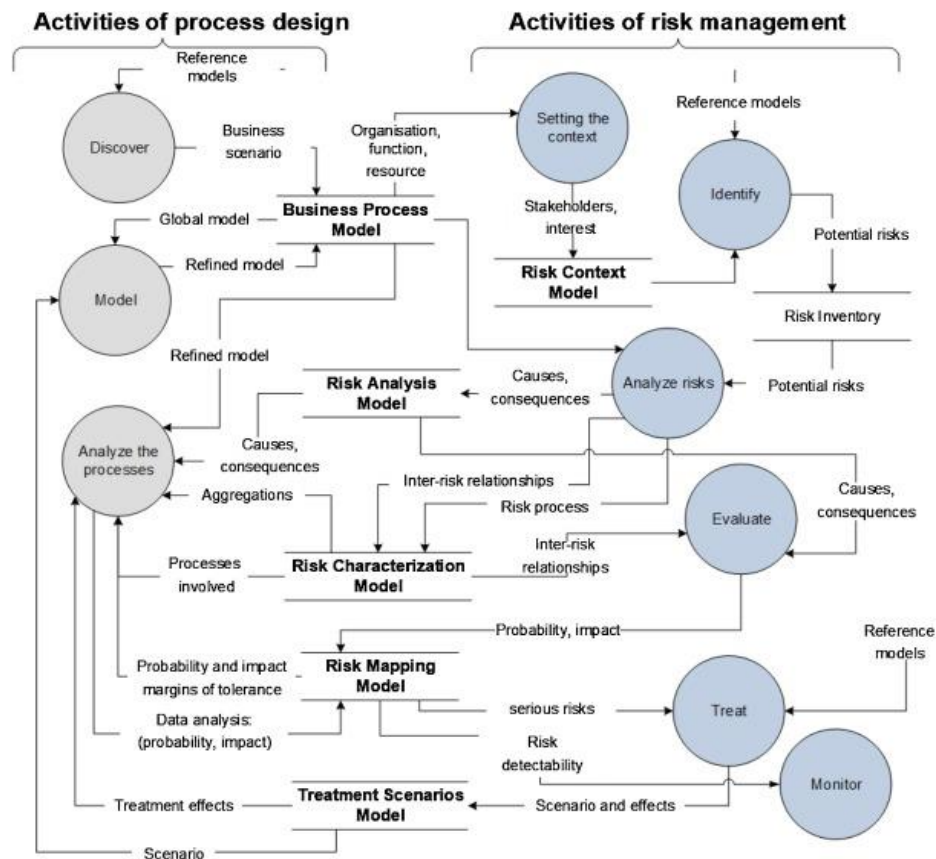 Activities of process design
Activities of risk management
Reference
models
Reference models
Discover
Business
scenario
Organisation,
function,
resource
Setting the
context
Identify
Global model
Business Process
Model
Stakeholders,
interest
Potential risks
Refined model
Model
Risk Context
Model
Risk Inventory
Refined model
Risk Analysis
Model
Causes,
consequences
Analyze risks
Potential risks
Analyze the
processes
Causes,
consequences
Aggregations
Inter-risk relationships
Risk process
Evaluate
Causes,
consequences
Processes
involved
Risk Characterization
Model
Inter-risk
relationships
Probability, impact
Reference
models
Probability and impact
margins of tolerance
Risk Mapping
Model
serious risks
Treat
Data analysis:
(probability, impact)
Risk
detectability
Monitor
Treatment effects
Treatment Scenarios
Model
Scenario and effects
Scenario